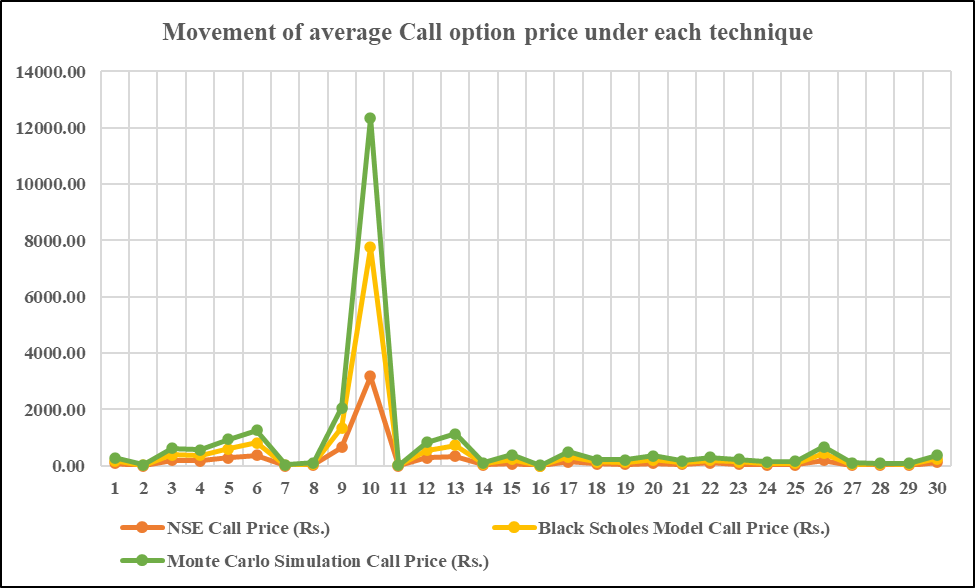 Movement of average Call option price under each technique
14000.00
12000.00
10000.00
8000.00
6000.00
4000.00
2000.00
0.00
1 2 3 4 5 6 7 8 9 10 11 12 13 14 15 16 17 18 19 20 21 22 23 24 25 26 27 28 29 30
NSE Call Price (Rs.) Black Scholes Model Call Price (Rs.)
Monte Carlo Simulation Call Price (Rs.)